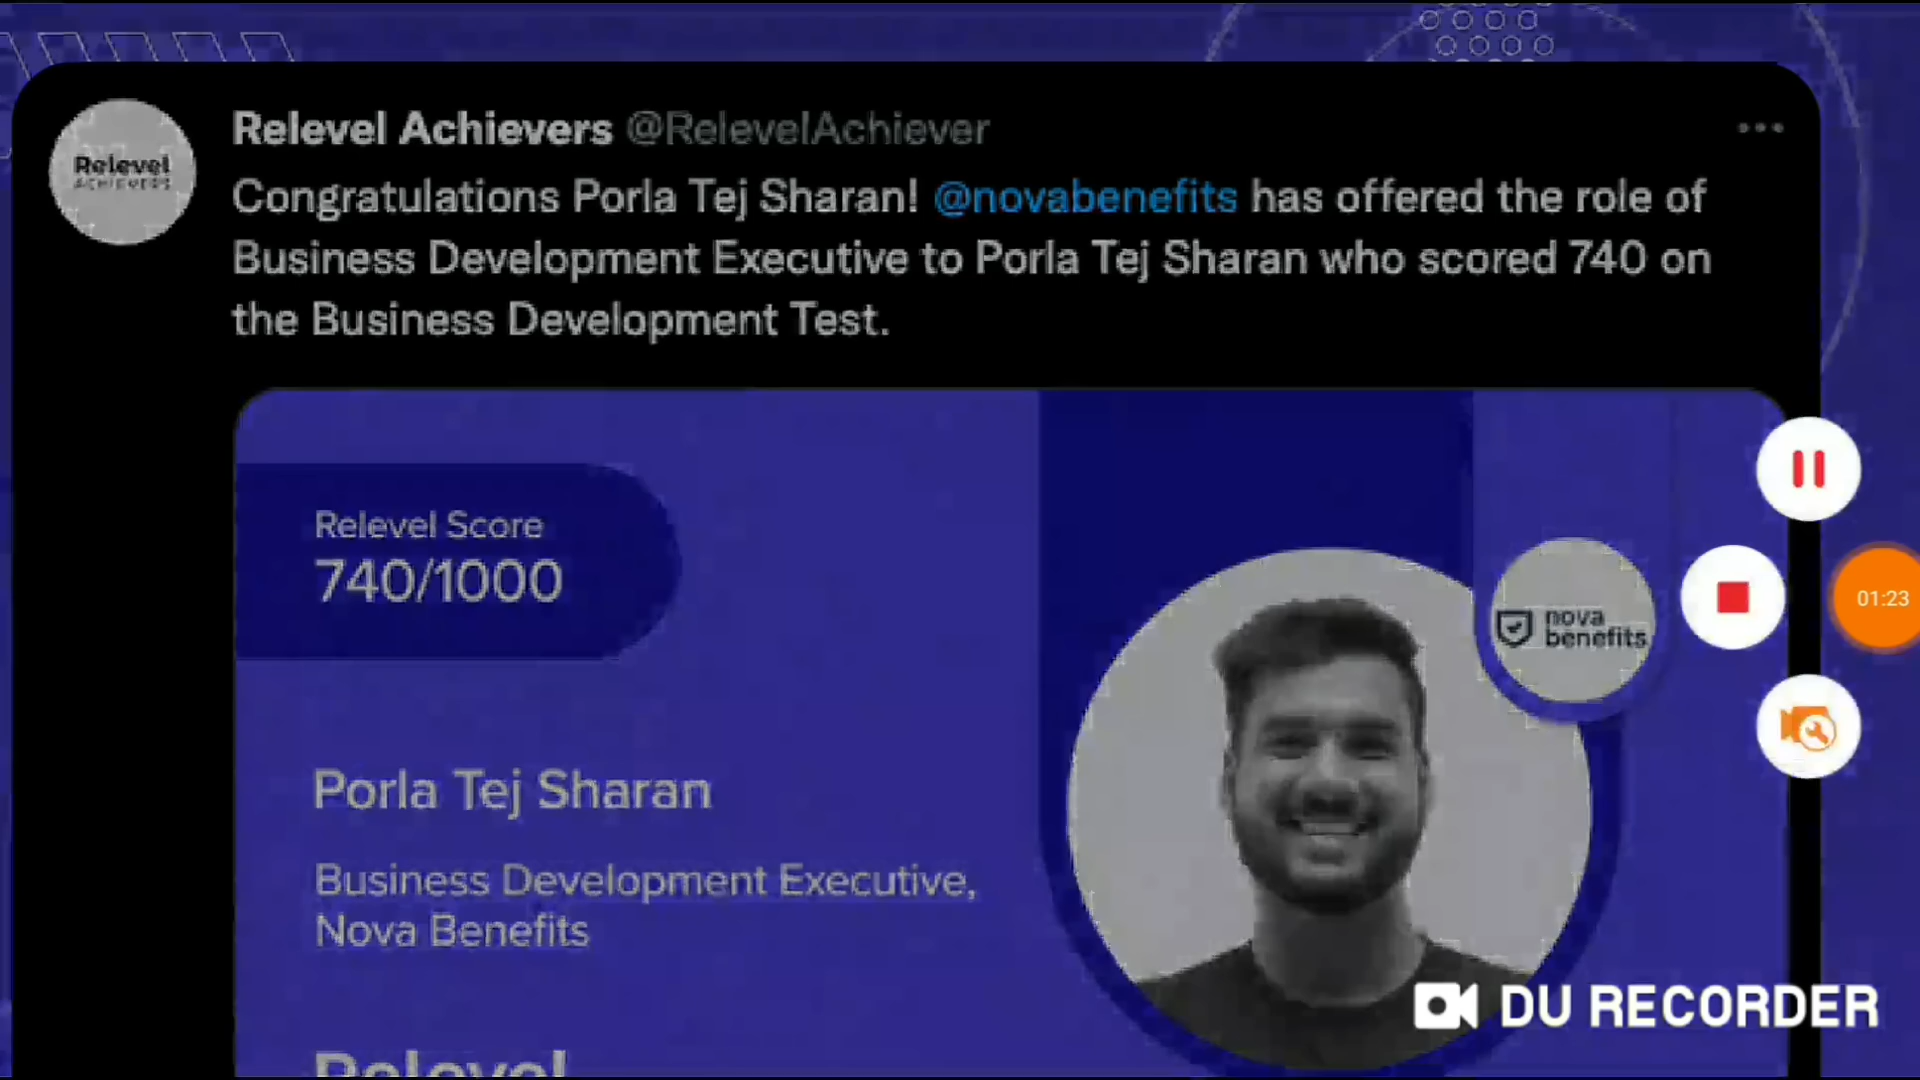 Relevel Achievers @RelevelAchiever
Relevel
ACHIEVERS
Congratulations Porla Tej Sharan! @novabenefits has offered the role of
Business Development Executive to Porla Tej Sharan who scored 740 on
the Business Development Test.
Relevel Score
740/1000
nova
benefits
01:23
Porla Tej Sharan
Business Development Executive,
Nova Benefits
DU RECORDER
Relevel